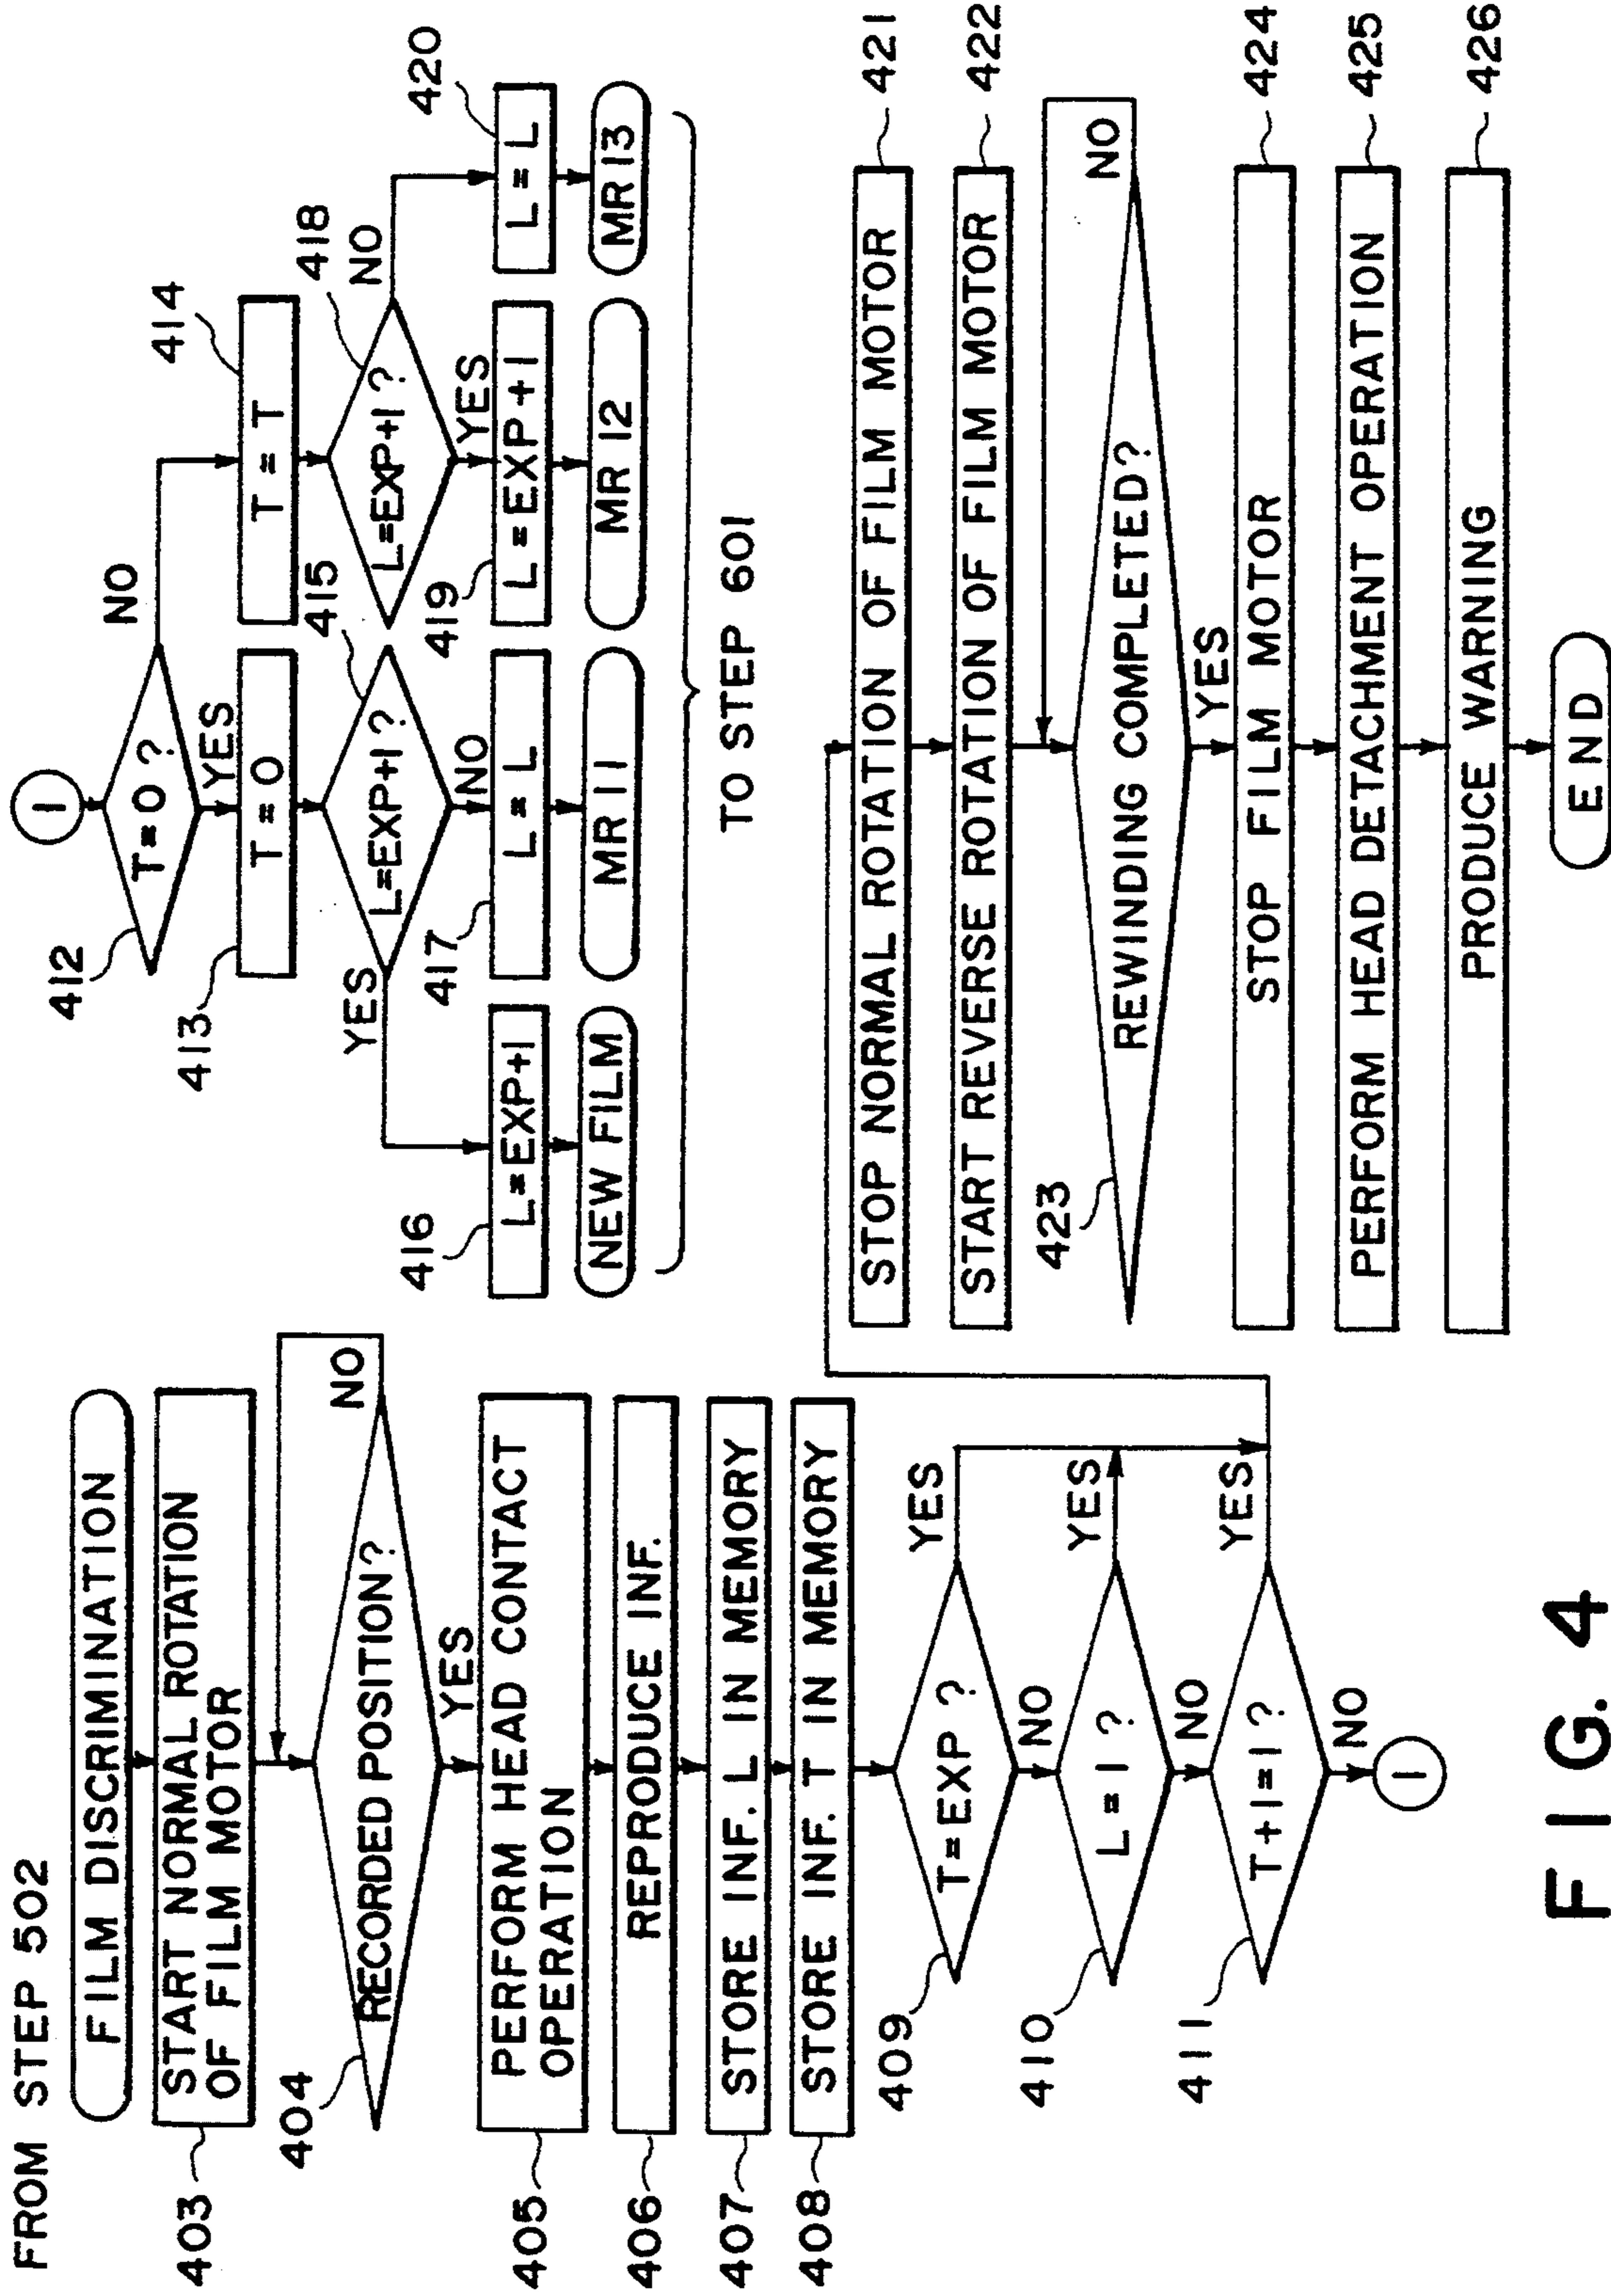 FROM STEP 502
FILM DISCRIMINATION
403
START NORMAL ROTATION
OF FILM MOTOR
404
RECORDED POSITION?
NO
YES
405
PERFORM HEAD CONTACT
OPERATION
406
REPRODUCE INF.
407
STORE INF. L IN MEMORY
408
STORE INF. T IN MEMORY
409
T=EXP ?
YES
NO
410
L=1 ?
YES
NO
411
T+1=1 ?
YES
NO
1
1
412
T=0 ?
NO
YES
413
T=0
414
T=T
415
L=EXP+1 ?
YES
NO
418
L=EXP+1 ?
NO
YES
416
L=EXP+1
417
L=L
419
L=EXP+1
420
L=L
NEW FILM
MR 11
MR 12
MR 13
TO STEP 601
STOP NORMAL ROTATION OF FILM MOTOR
421
START REVERSE ROTATION OF FILM MOTOR
422
423
REWINDING COMPLETED?
NO
YES
STOP FILM MOTOR
424
PERFORM HEAD DETACHMENT OPERATION
425
PRODUCE WARNING
426
END
FIG. 4